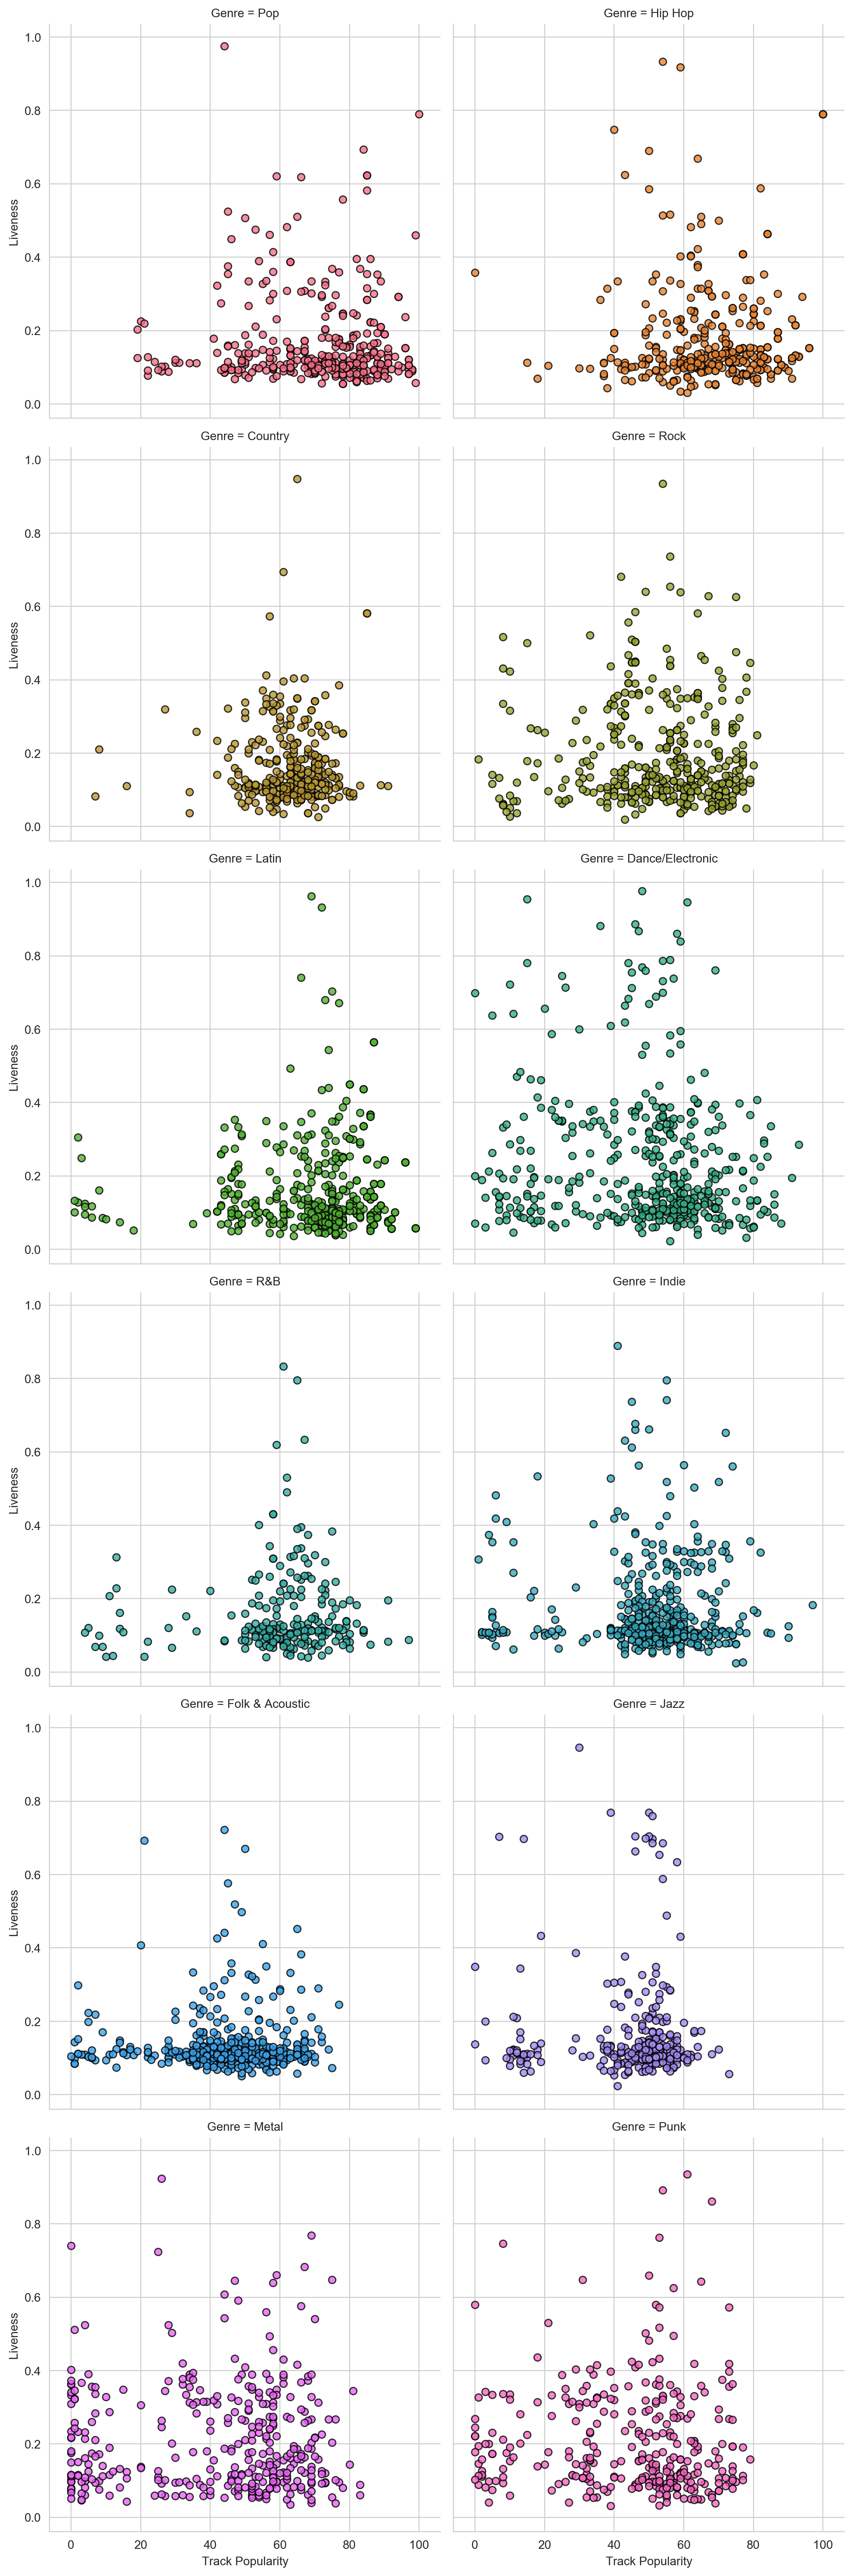 Genre = Pop
Genre = Hip Hop
1.0
0.8
0.6
0.4
0.2
0.0
Liveness
Genre = Country
Genre = Rock
1.0
0.8
0.6
0.4
0.2
0.0
Liveness
Genre = Latin
Genre = Dance/Electronic
1.0
0.8
0.6
0.4
0.2
0.0
Liveness
Genre = R&B
Genre = Indie
1.0
0.8
0.6
0.4
0.2
0.0
Liveness
Genre = Folk & Acoustic
Genre = Jazz
1.0
0.8
0.6
0.4
0.2
0.0
Liveness
Genre = Metal
Genre = Punk
1.0
0.8
0.6
0.4
0.2
0.0
Liveness
0 20 40 60 80 100
0 20 40 60 80 100
Track Popularity
Track Popularity